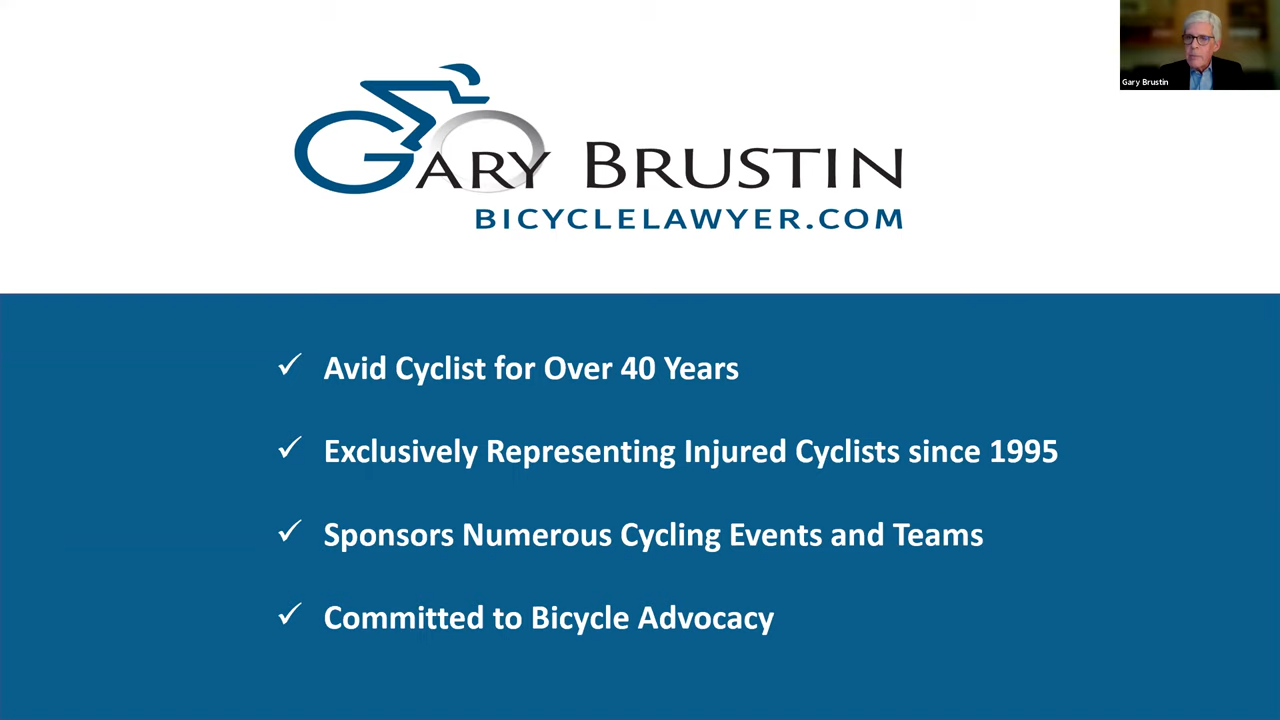 Gary Brustin
GARY BRUSTIN
BICYCLELAWYER.COM
✓ Avid Cyclist for Over 40 Years
✓ Exclusively Representing Injured Cyclists since 1995
✓ Sponsors Numerous Cycling Events and Teams
✓ Committed to Bicycle Advocacy